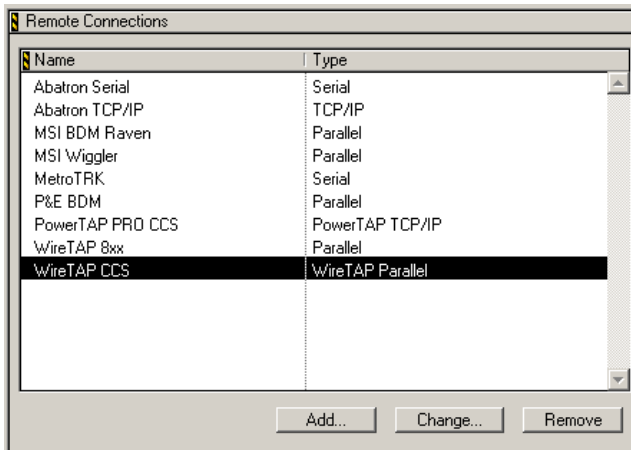 Remote Connections
Name Type
Abatron Serial Serial
Abatron TCP/IP TCP/IP
MSI BDM Raven Parallel
MSI Wiggler Parallel
MetroTRK Serial
P&E BDM Parallel
PowerTAP PRO CCS PowerTAP TCP/IP
WireTAP 8xx Parallel
WireTAP CCS WireTAP Parallel
Add... Change... Remove